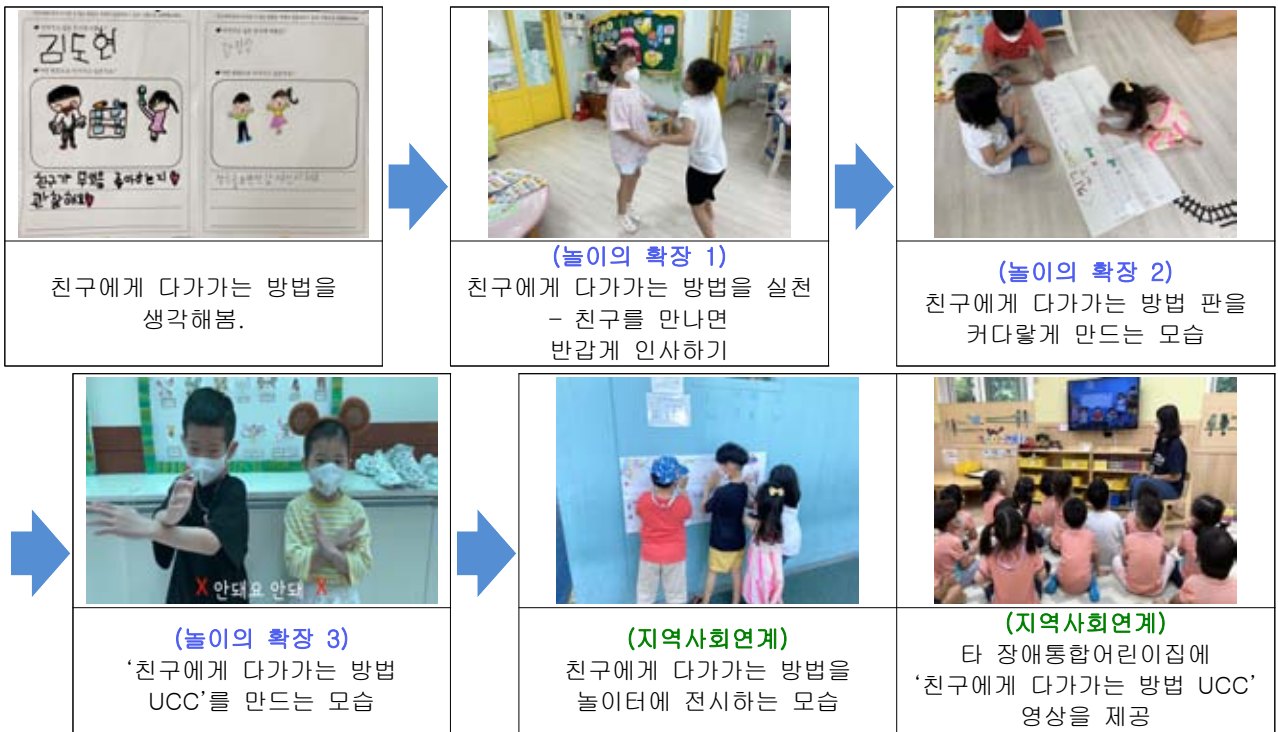 김도현
친구가 무엇을 좋아하는지
관찰해요
친구에게 다가가는 방법을
생각해봄.
(놀이의 확장 1)
친구에게 다가가는 방법을 실천
- 친구를 만나면
반갑게 인사하기
(놀이의 확장 2)
친구에게 다가가는 방법 판을
커다랗게 만드는 모습
X 안돼요 안돼 X
(놀이의 확장 3)
‘친구에게 다가가는 방법
UCC’를 만드는 모습
(지역사회연계)
친구에게 다가가는 방법을
놀이터에 전시하는 모습
(지역사회연계)
타 장애통합어린이집에
‘친구에게 다가가는 방법 UCC’
영상을 제공